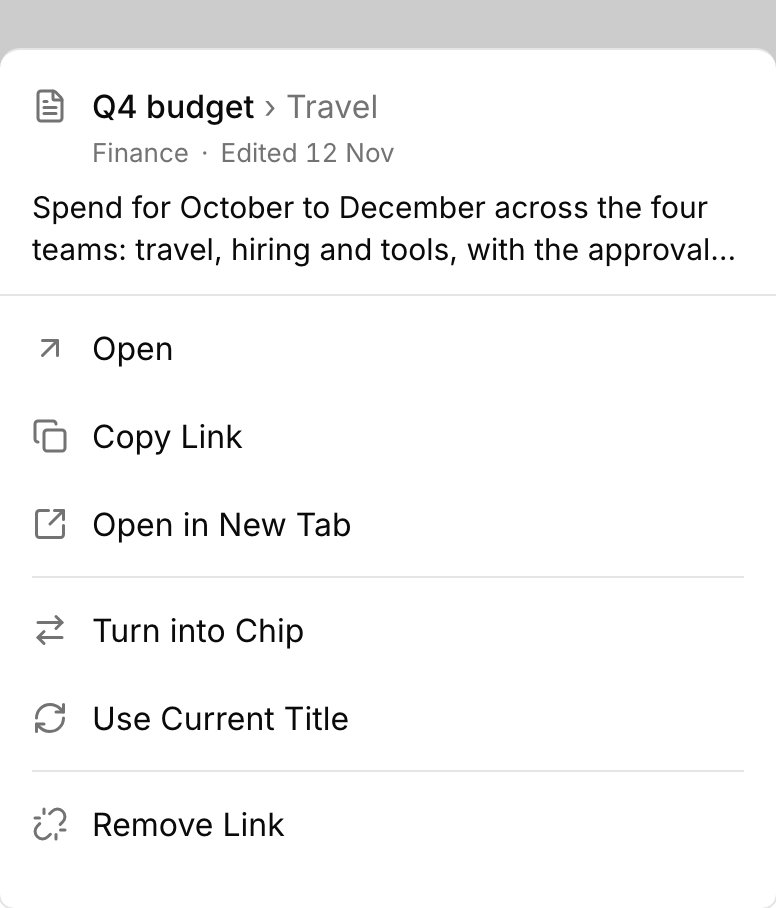 Q4 budget › Travel
Finance · Edited 12 Nov
Spend for October to December across the four
teams: travel, hiring and tools, with the approval...
Open
Copy Link
Open in New Tab
Turn into Chip
Use Current Title
Remove Link